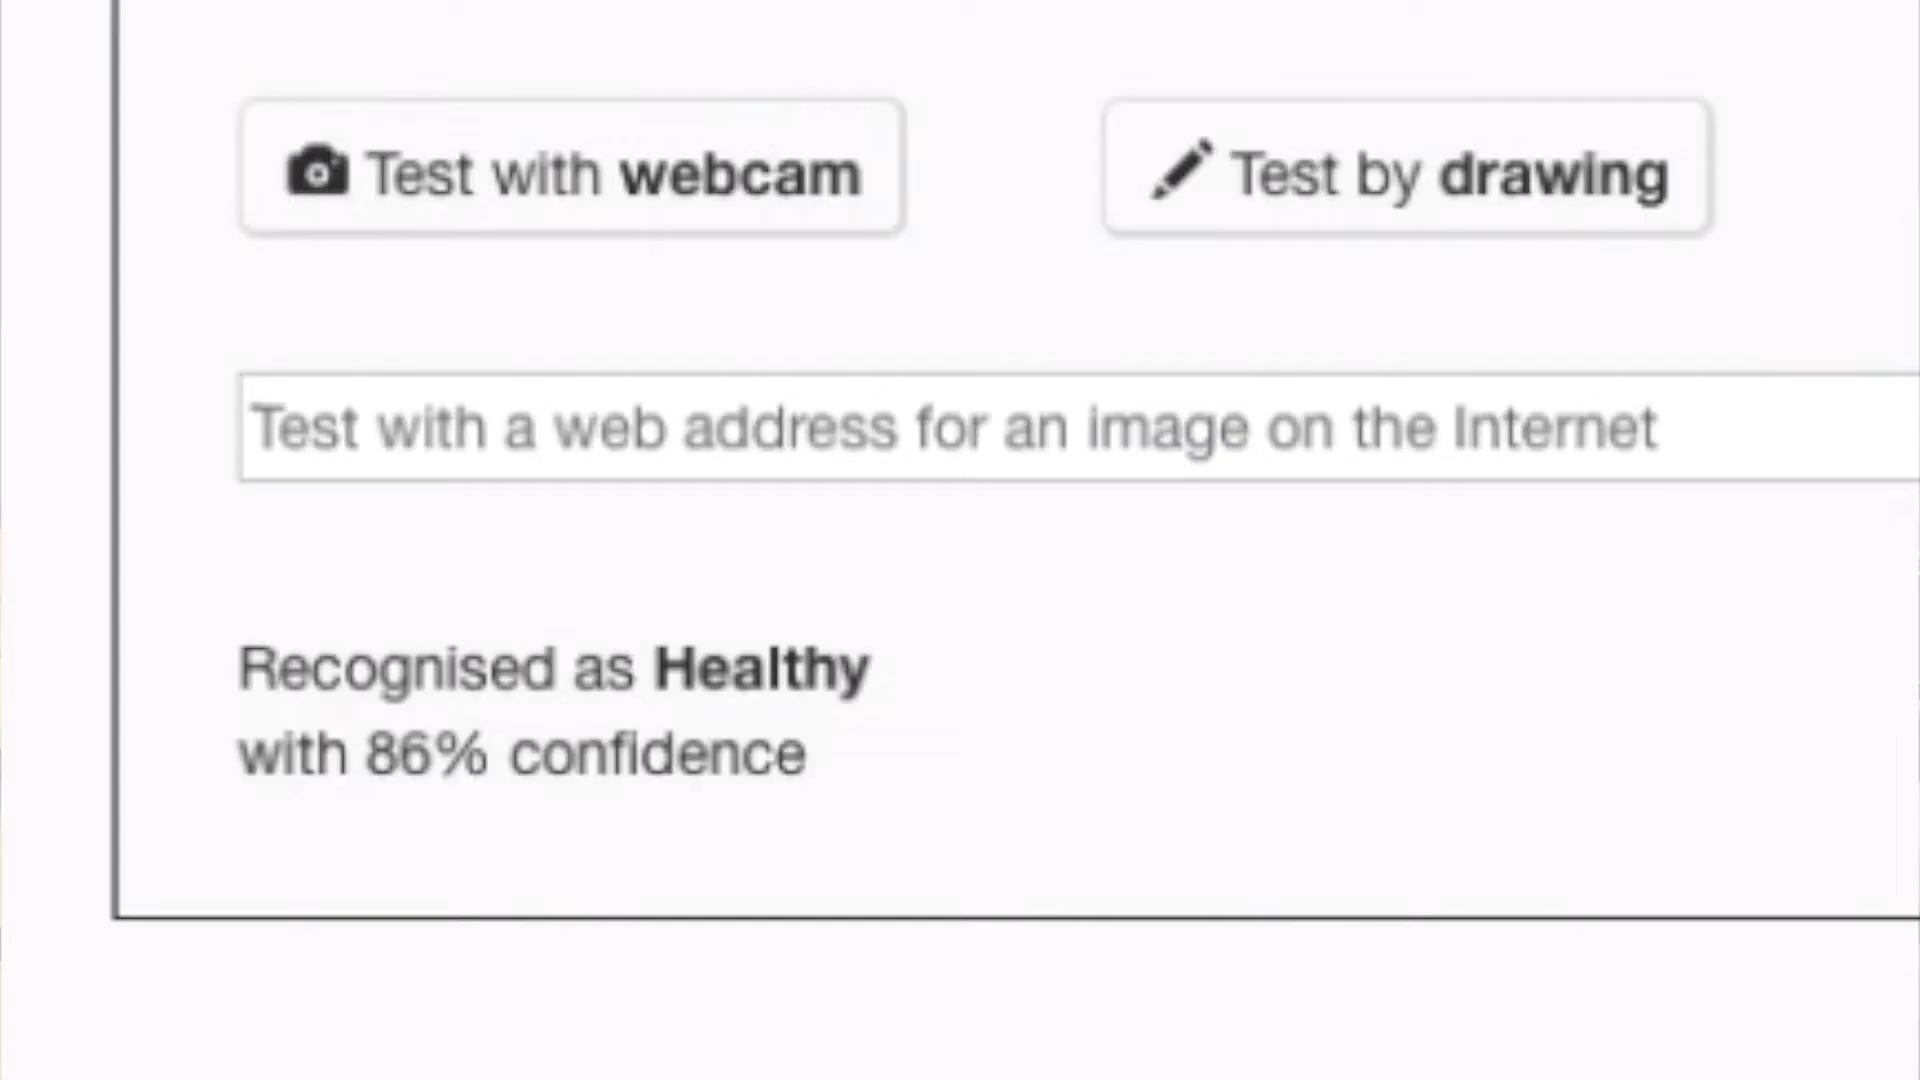 Test with webcam
Test by drawing
Test with a web address for an image on the Internet
Recognised as Healthy
with 86% confidence